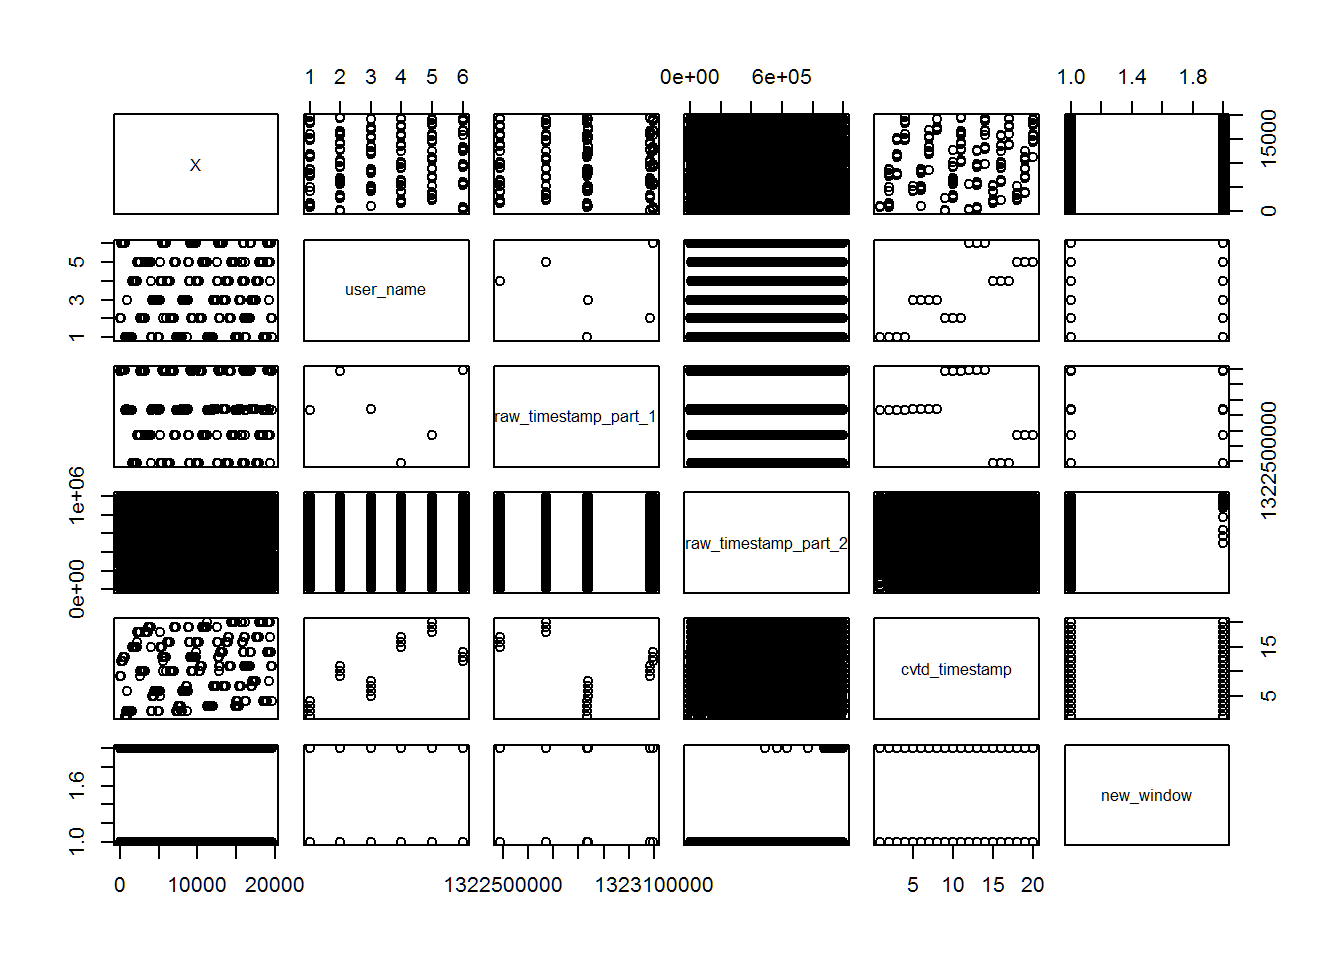 1 2 3 4 5 6
0e+00 6e+05
1.0 1.4 1.8
X
0 15000
1 3 5
user_name
raw_timestamp_part_1
1322500000
0e+00 1e+06
raw_timestamp_part_2
cvtd_timestamp
5 15
1.0 1.6
new_window
0 10000 20000
1322500000 1323100000
5 10 15 20